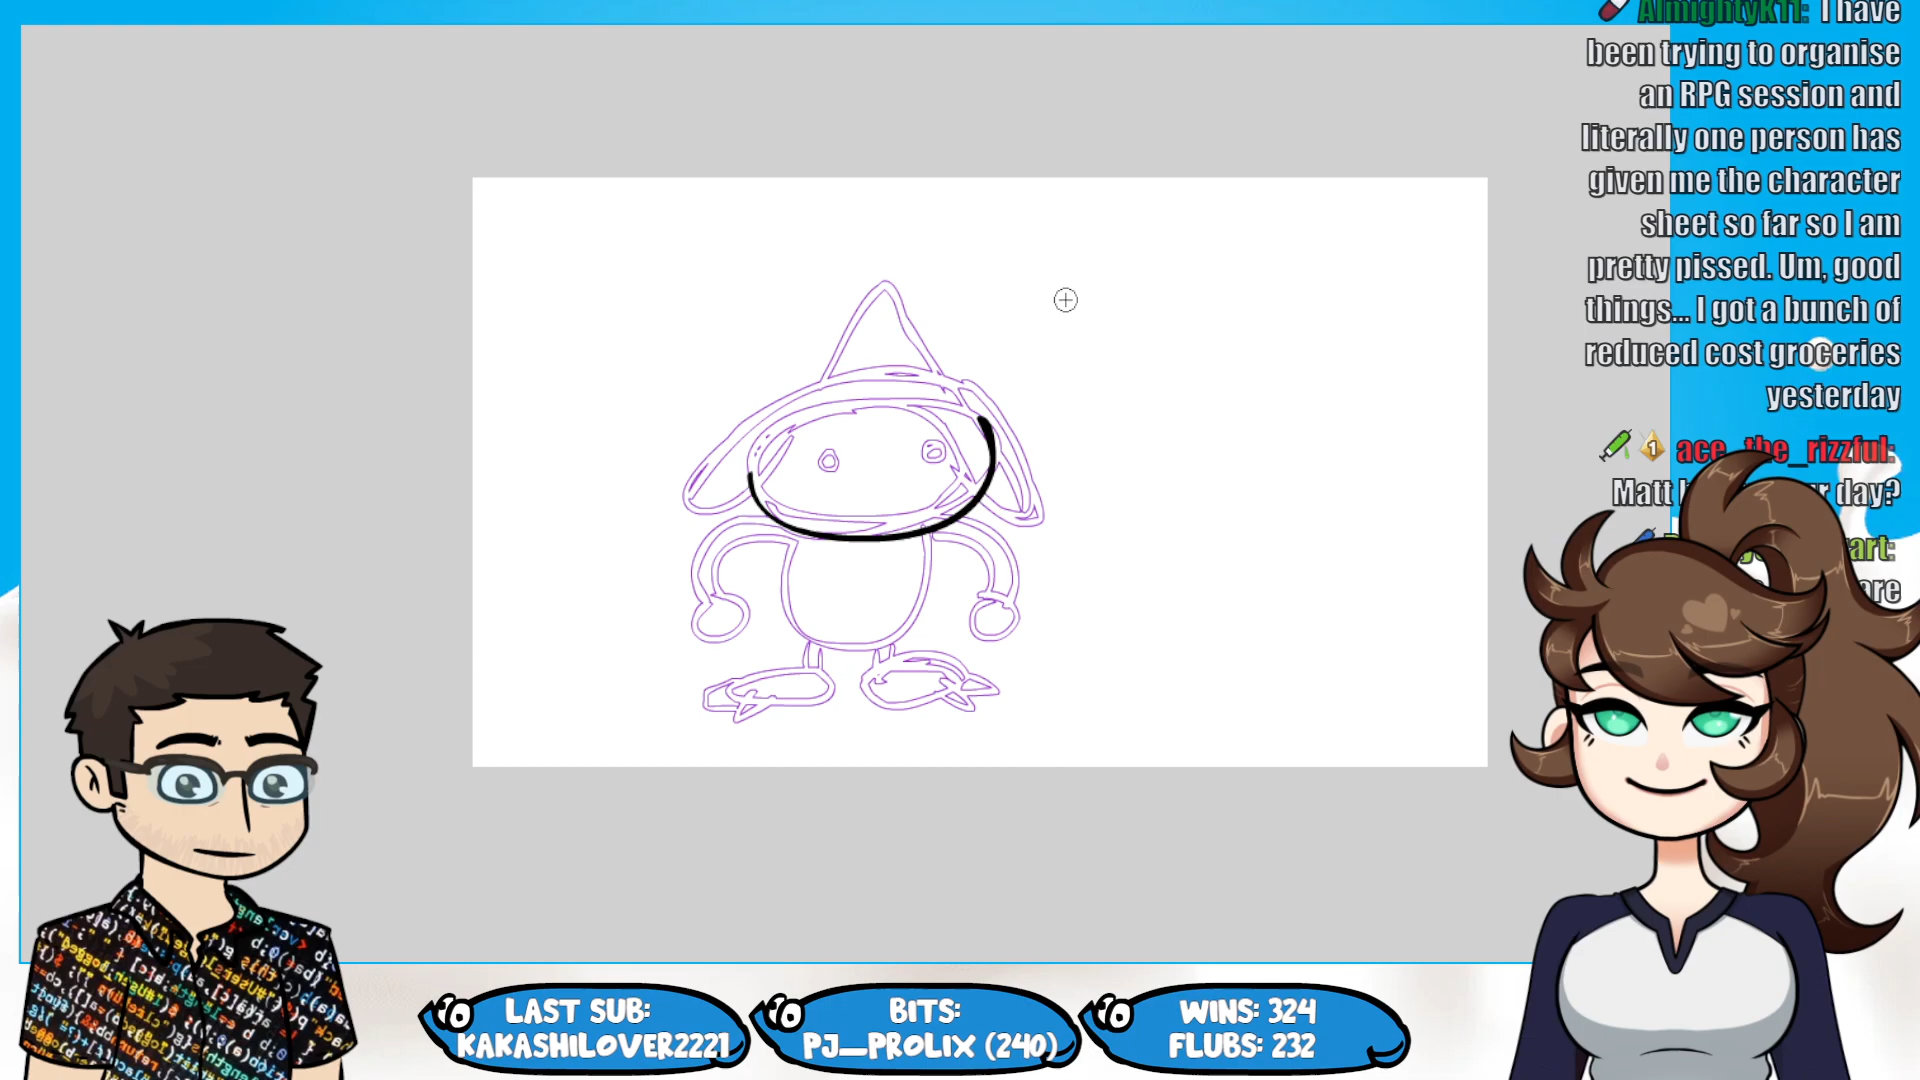 AlmightyK11: I have
been trying to organise
an RPG session and
literally one person has
given me the character
sheet so far so I am
pretty pissed. Um, good
things... I got a bunch of
reduced cost groceries
yesterday
1 ace_the_rizzful:
Matt your day?
LAST SUB:
KAKASHILOVER2221
BITS:
PJ_PROLIX (240)
WINS: 324
FLUBS: 232